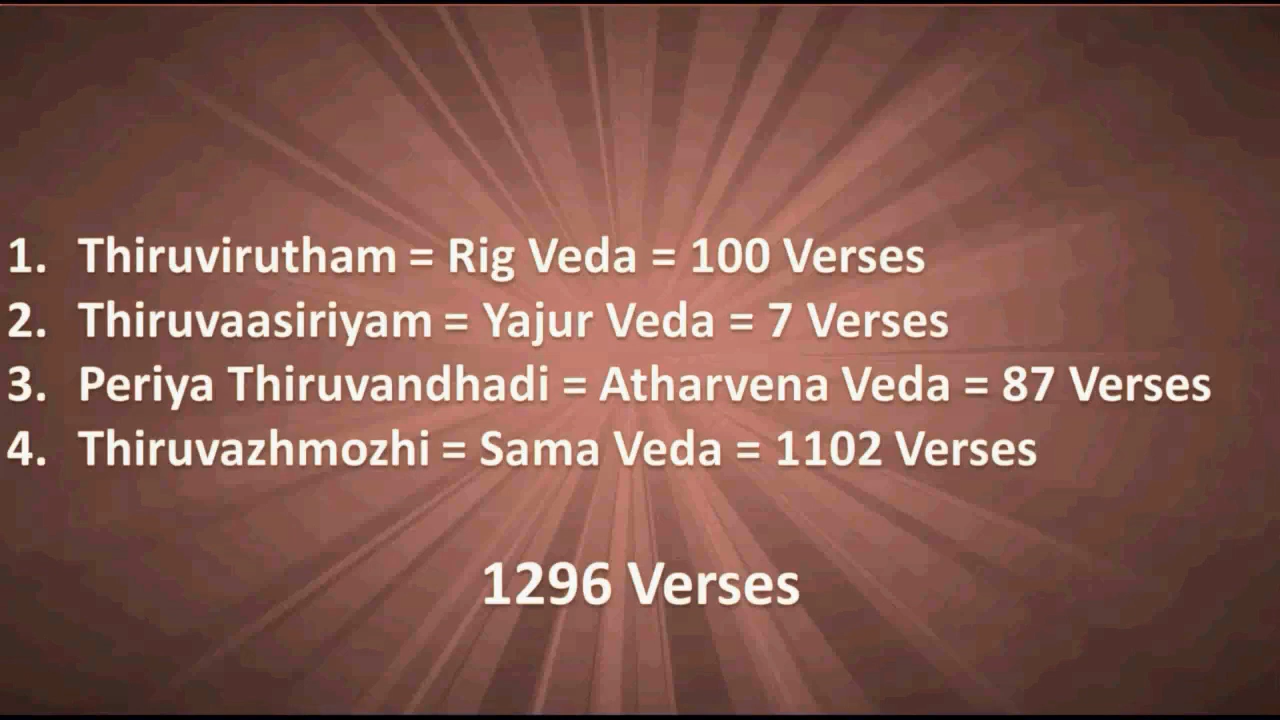 1. Thiruvirutham = Rig Veda = 100 Verses
2. Thiruvaasiriyam = Yajur Veda = 7 Verses
3. Periya Thiruvandhadi = Atharvena Veda = 87 Verses
4. Thiruvazhmozhi = Sama Veda = 1102 Verses
1296 Verses